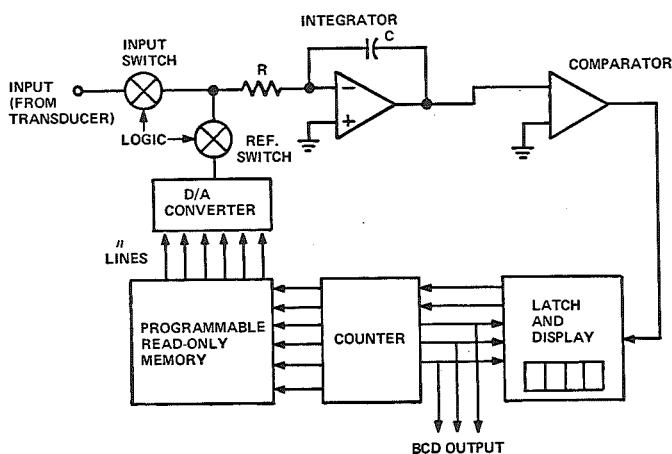 INTEGRATOR
C
INPUT
SWITCH
R
COMPARATOR
INPUT
(FROM
TRANSDUCER)
−
+
LOGIC
REF.
SWITCH
D/A
CONVERTER
LINES
PROGRAMMABLE
READ-ONLY
MEMORY
COUNTER
LATCH
AND
DISPLAY
BCD OUTPUT